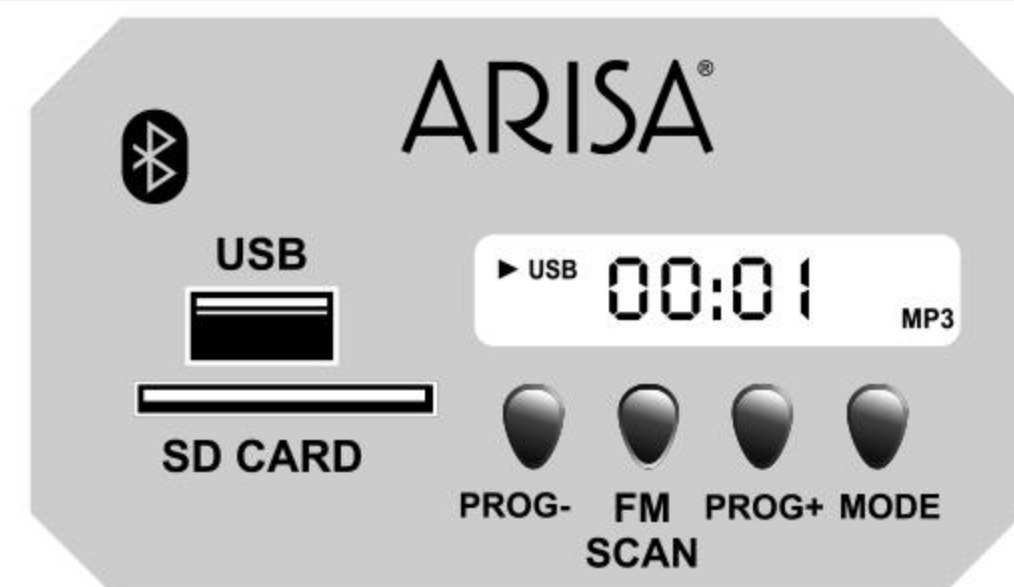 ARISA®
USB
▶ USB 00:01 MP3
SD CARD
PROG- FM SCAN PROG+ MODE